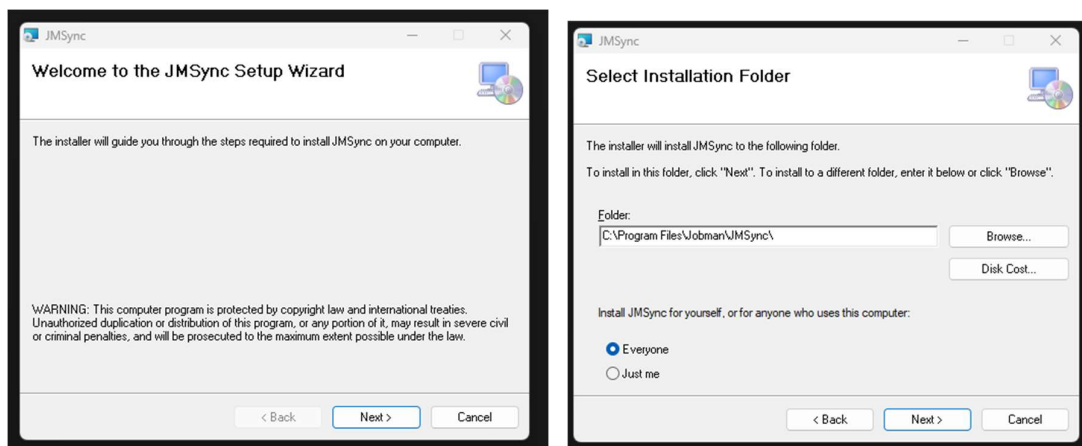 JMSync
Welcome to the JMSync Setup Wizard
The installer will guide you through the steps required to install JMSync on your computer.
WARNING: This computer program is protected by copyright law and international treaties.
Unauthorized duplication or distribution of this program, or any portion of it, may result in severe civil
or criminal penalties, and will be prosecuted to the maximum extent possible under the law.
< Back
Next >
Cancel
JMSync
Select Installation Folder
The installer will install JMSync to the following folder.
To install in this folder, click "Next". To install to a different folder, enter it below or click "Browse".
Folder:
C:\Program Files\Jobman\JMSync\
Browse...
Disk Cost...
Install JMSync for yourself, or for anyone who uses this computer:
Everyone
Just me
< Back
Next >
Cancel